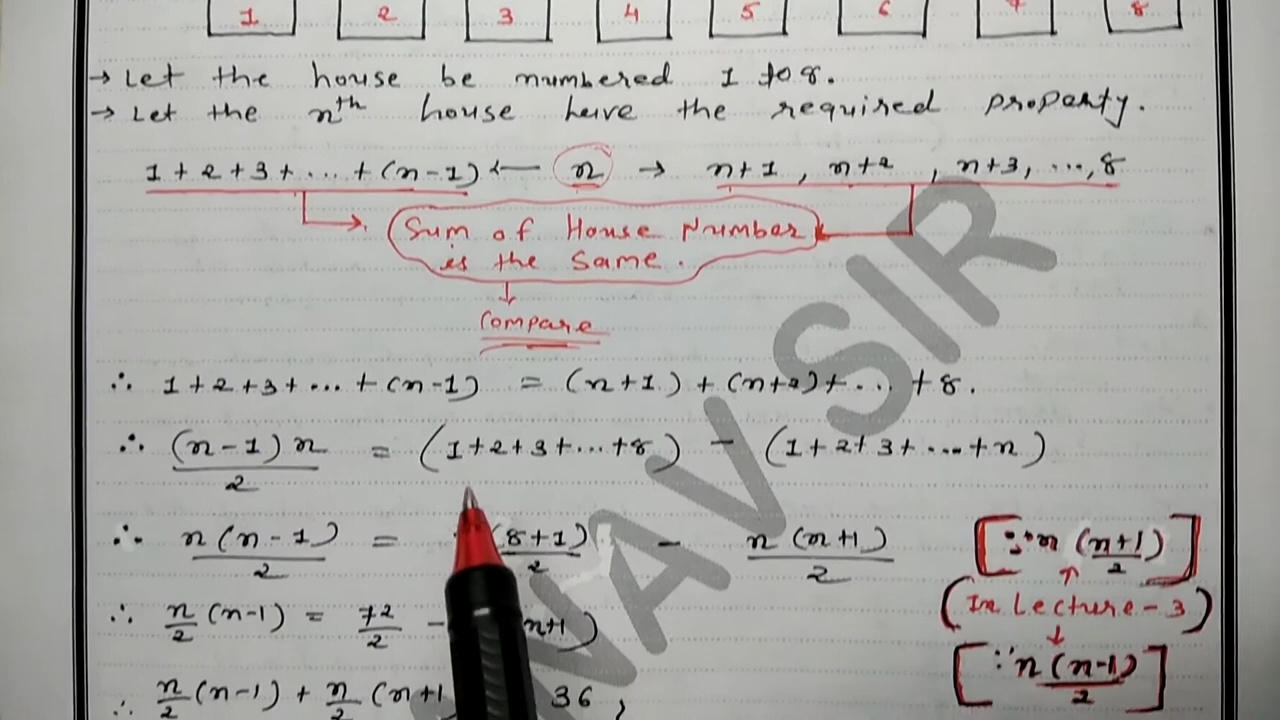 1 2 3 4 5 6 7 8
→ Let the house be numbered 1 to 8.
→ Let the nth house have the required property.
1 + 2 + 3 + ... + (n-1) ← n → n+1, n+2, n+3, ..., 8
Sum of House Number
is the same.
Compare
∴ 1 + 2 + 3 + ... + (n-1) = (n+1) + (n+2) + ... + 8.
∴ (n-1)n/2 = (1+2+3+...+8) - (1+2+3+...+n)
∴ n(n-1)/2 = (8+1)/2 - n(n+1)/2 [∵ n(n+1)/2]
(In Lecture-3)
∴ n/2 (n-1) = 72/2 - n+1)
[∵ n(n-1)/2]
∴ n/2 (n-1) + n/2 (n+1 36,
NAV SIR